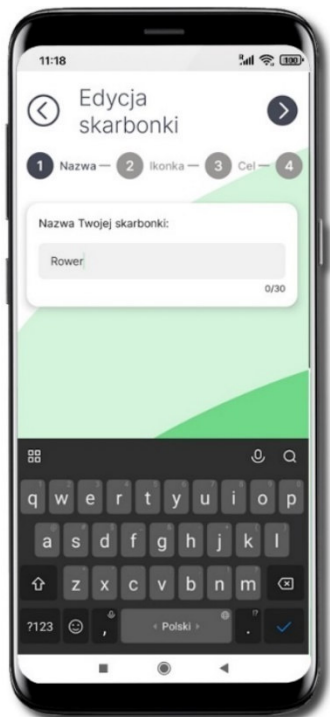 11:18
100
Edycja
skarbonki
1 Nazwa — 2 Ikonka — 3 Cel — 4
Nazwa Twojej skarbonki:
Rower
0/30
q w e r t y u i o p
a s d f g h j k l
z x c v b n m
?123 , Polski . !?